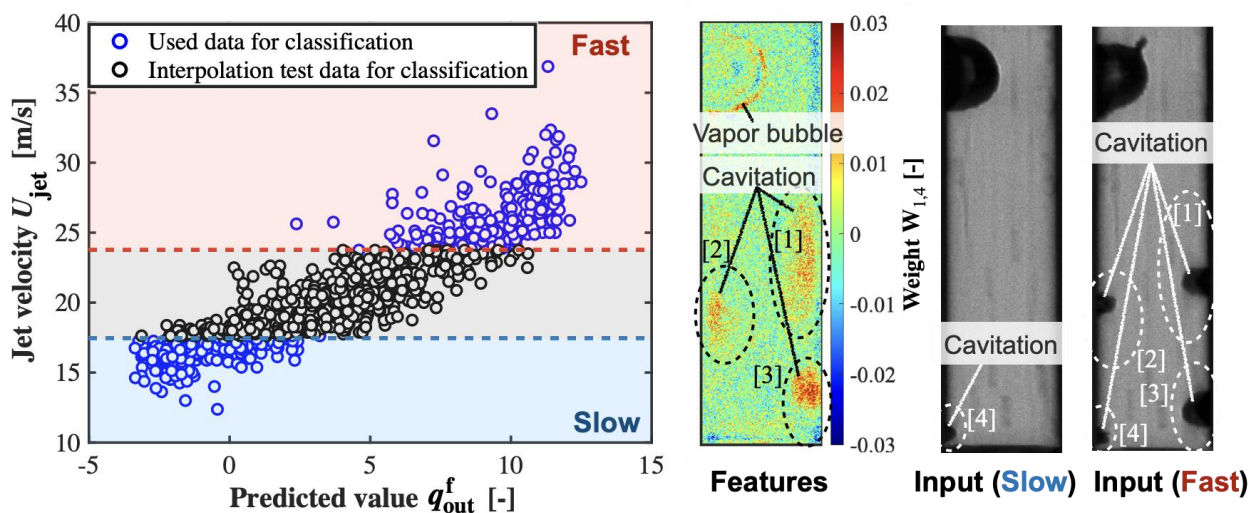 40
35
30
25
20
15
10
Jet velocity U_jet [m/s]
Used data for classification
Interpolation test data for classification
Fast
Slow
-5
0
5
10
15
Predicted value q^f_out [-]
Vapor bubble
Cavitation
[1]
[2]
[3]
Features
0.03
0.02
0.01
0
-0.01
-0.02
-0.03
Weight W_1,4 [-]
Cavitation
[4]
Input (Slow)
Cavitation
[1]
[2]
[3]
[4]
Input (Fast)